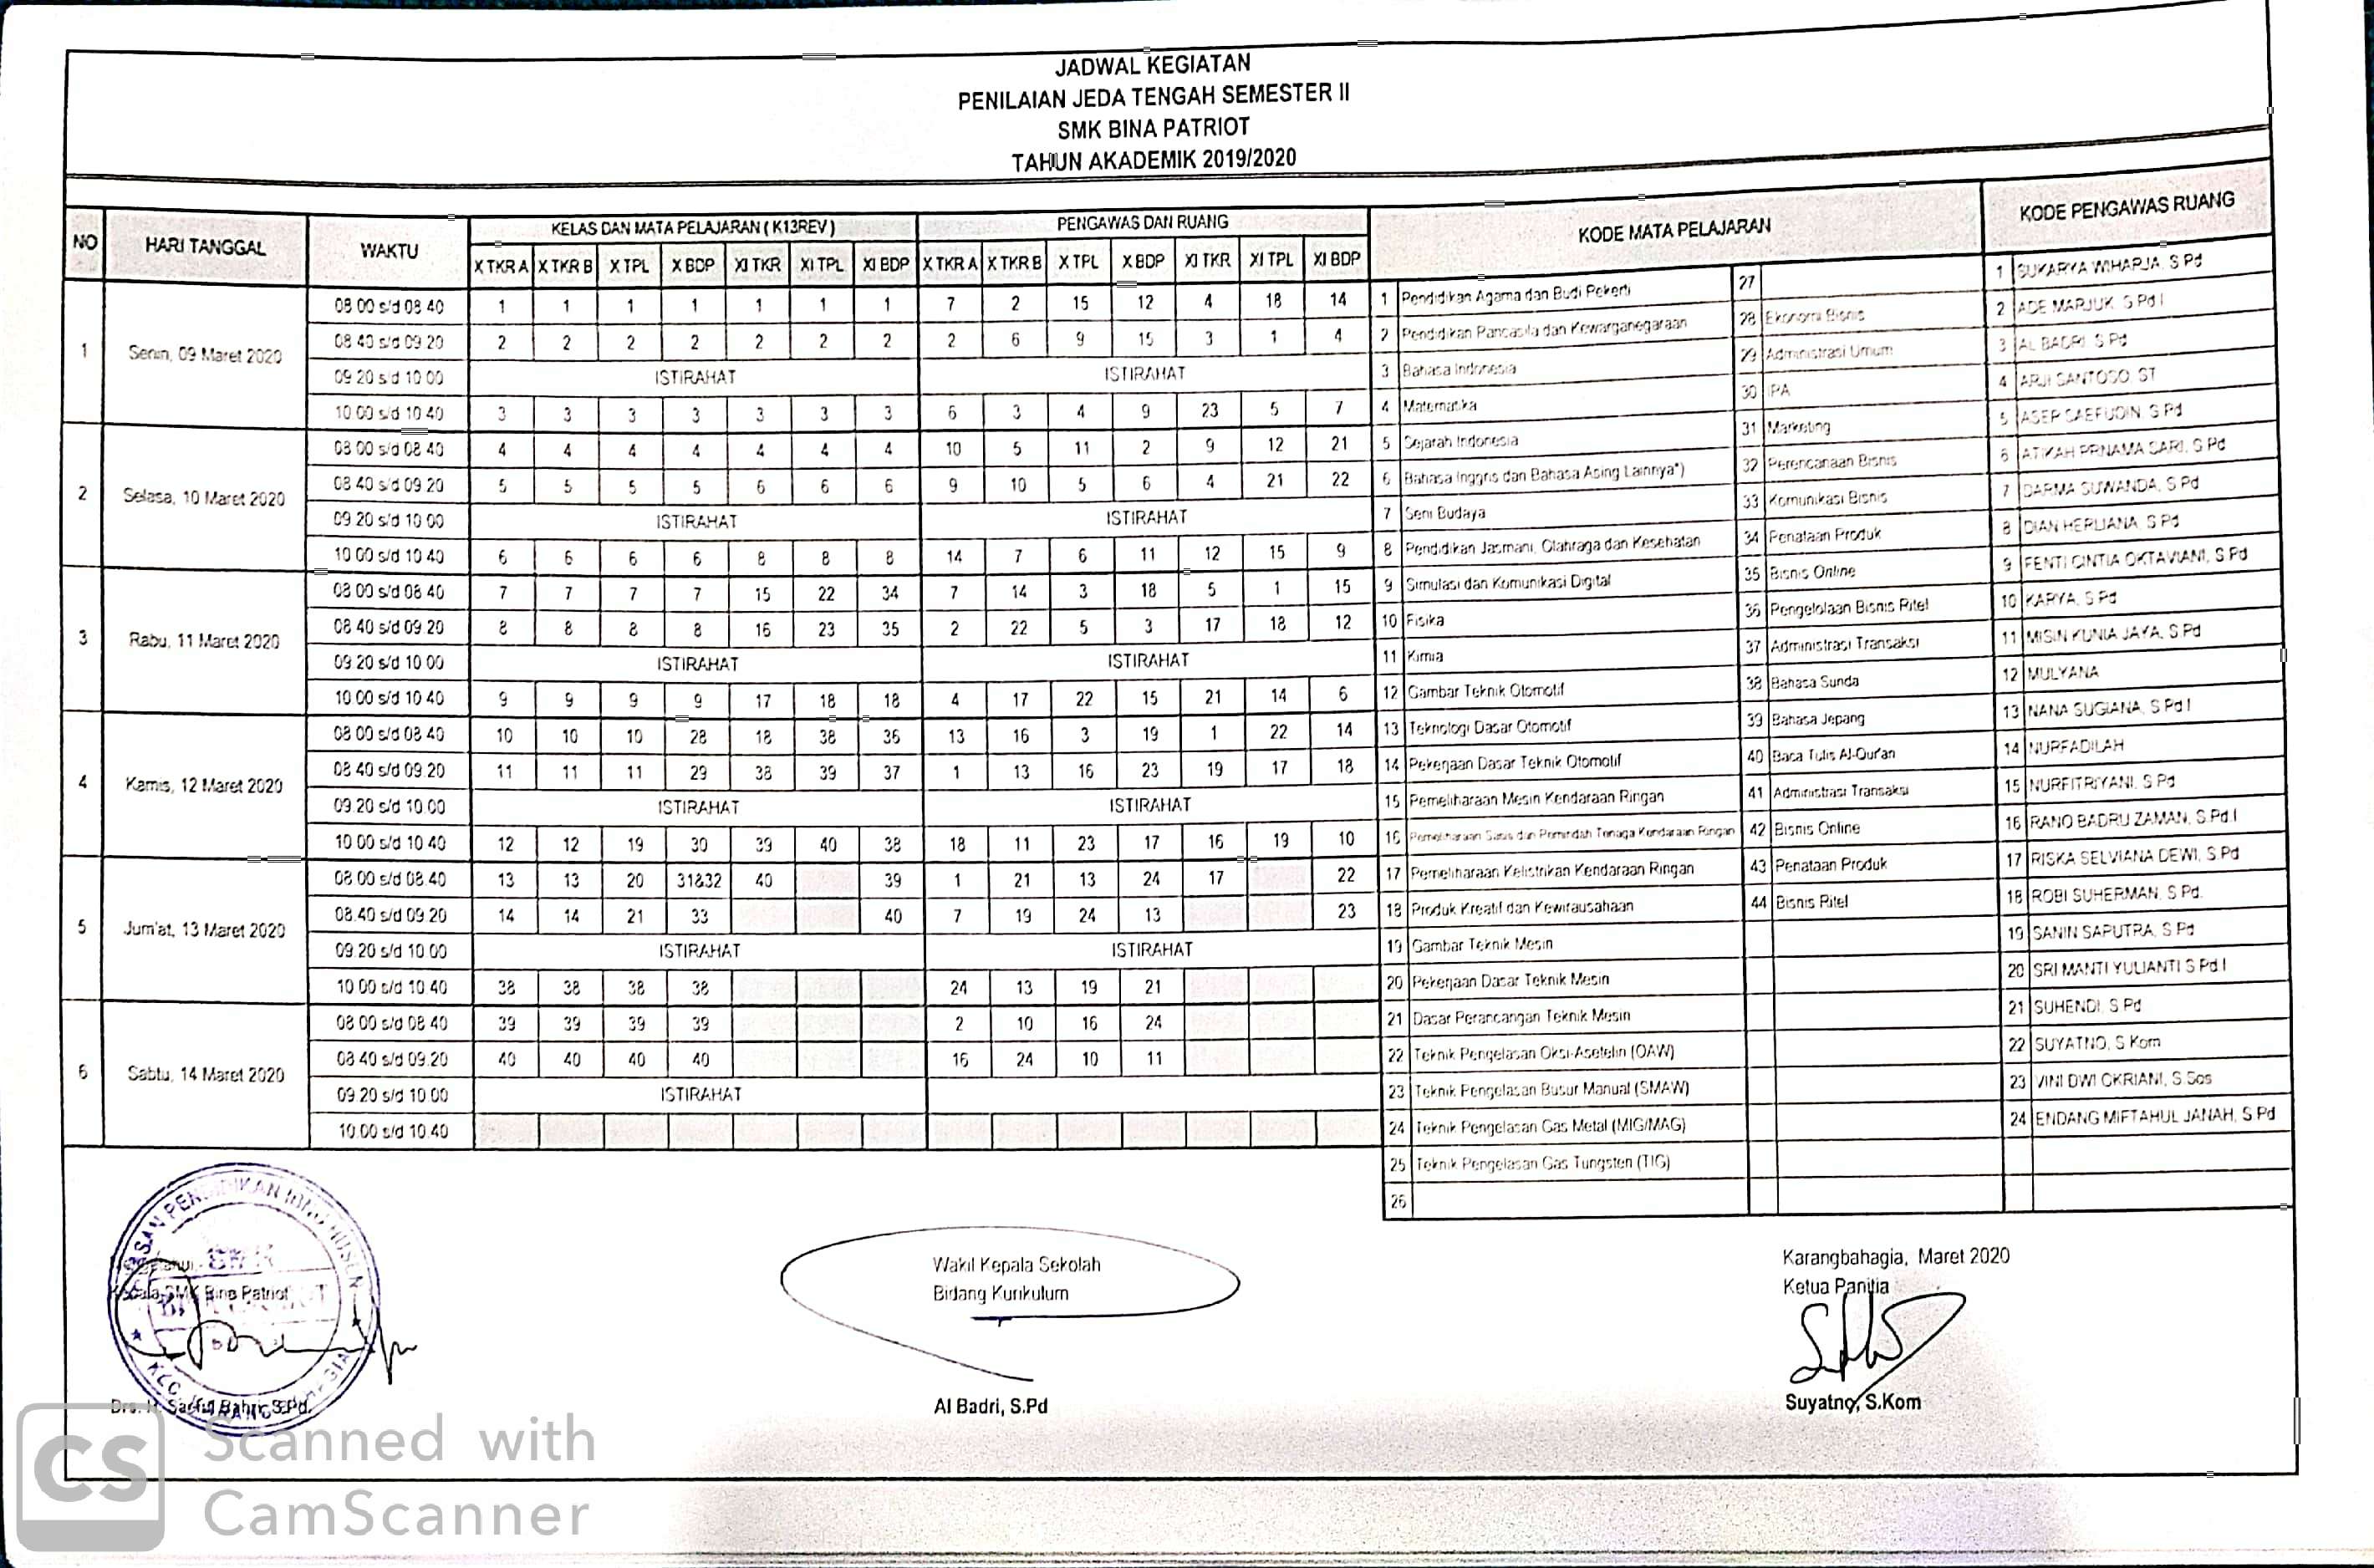 JADWAL KEGIATAN
PENILAIAN JEDA TENGAH SEMESTER II
SMK BINA PATRIOT
TAHUN AKADEMIK 2019/2020
NO HARI TANGGAL WAKTU KELAS DAN MATA PELAJARAN ( K13REV ) PENGAWAS DAN RUANG KODE MATA PELAJARAN KODE PENGAWAS RUANG
X TKR A X TKR B X TPL X BDP XI TKR XI TPL XI BDP X TKR A X TKR B X TPL X BDP XI TKR XI TPL XI BDP
1 Senin, 09 Maret 2020
08 00 s/d 08 40 1 1 1 1 1 1 1 7 2 15 12 4 18 14
08 40 s/d 09 20 2 2 2 2 2 2 2 2 6 9 15 3 1 4
09 20 s/d 10 00 ISTIRAHAT ISTIRAHAT
10 00 s/d 10 40 3 3 3 3 3 3 3 6 3 4 9 23 5 7
2 Selasa, 10 Maret 2020
08 00 s/d 08 40 4 4 4 4 4 4 4 10 5 11 2 9 12 21
08 40 s/d 09 20 5 5 5 5 6 6 6 9 10 5 6 4 21 22
09 20 s/d 10 00 ISTIRAHAT ISTIRAHAT
10 00 s/d 10 40 6 6 6 6 8 8 8 14 7 6 11 12 15 9
3 Rabu, 11 Maret 2020
08 00 s/d 08 40 7 7 7 7 15 22 34 7 14 3 18 5 1 15
08 40 s/d 09 20 8 8 8 8 16 23 35 2 22 5 3 17 18 12
09 20 s/d 10 00 ISTIRAHAT ISTIRAHAT
10 00 s/d 10 40 9 9 9 9 17 18 18 4 17 22 15 21 14 6
4 Kamis, 12 Maret 2020
08 00 s/d 08 40 10 10 10 28 18 38 36 13 16 3 19 1 22 14
08 40 s/d 09.20 11 11 11 29 38 39 37 1 13 16 23 19 17 18
09 20 s/d 10.00 ISTIRAHAT ISTIRAHAT
10 00 s/d 10 40 12 12 19 30 39 40 38 18 11 23 17 16 19 10
5 Jum'at, 13 Maret 2020
08 00 s/d 08.40 13 13 20 31&32 40 39 1 21 13 24 17 22
08.40 s/d 09 20 14 14 21 33 40 7 19 24 13 23
09.20 s/d 10.00 ISTIRAHAT ISTIRAHAT
10 00 s/d 10.40 38 38 38 38 24 13 19 21
6 Sabtu, 14 Maret 2020
08 00 s/d 08 40 39 39 39 39 2 10 16 24
08 40 s/d 09.20 40 40 40 40 16 24 10 11
09 20 s/d 10.00 ISTIRAHAT
10.00 s/d 10.40
1 Pendidikan Agama dan Budi Pekerti
2 Pendidikan Pancasila dan Kewarganegaraan
3 Bahasa Indonesia
4 Matematika
5 Sejarah Indonesia
6 Bahasa Inggris dan Bahasa Asing Lainnya*)
7 Seni Budaya
8 Pendidikan Jasmani, Olahraga dan Kesehatan
9 Simulasi dan Komunikasi Digital
10 Fisika
11 Kimia
12 Gambar Teknik Otomotif
13 Teknologi Dasar Otomotif
14 Pekerjaan Dasar Teknik Otomotif
15 Pemeliharaan Mesin Kendaraan Ringan
16 Pemeliharaan Sasis dan Pemindah Tenaga Kendaraan Ringan
17 Pemeliharaan Kelistrikan Kendaraan Ringan
18 Produk Kreatif dan Kewirausahaan
19 Gambar Teknik Mesin
20 Pekerjaan Dasar Teknik Mesin
21 Dasar Perancangan Teknik Mesin
22 Teknik Pengelasan Oksi-Asetelin (OAW)
23 Teknik Pengelasan Busur Manual (SMAW)
24 Teknik Pengelasan Gas Metal (MIG/MAG)
25 Teknik Pengelasan Gas Tungsten (TIG)
26
27
28 Ekonomi Bisnis
29 Administrasi Umum
30 IPA
31 Marketing
32 Perencanaan Bisnis
33 Komunikasi Bisnis
34 Penataan Produk
35 Bisnis Online
36 Pengelolaan Bisnis Ritel
37 Administrasi Transaksi
38 Bahasa Sunda
39 Bahasa Jepang
40 Baca Tulis Al-Qur'an
41 Administrasi Transaksi
42 Bisnis Online
43 Penataan Produk
44 Bisnis Ritel
1 SUKARYA WIHARJA, S Pd
2 ADE MARJUK, S Pd I
3 AL BADRI, S Pd
4 ARJI SANTOSO, ST
5 ASEP SAEFUDIN, S Pd
6 ATIKAH PRNAMA SARI, S Pd
7 DARMA SUWANDA, S Pd
8 DIAN HERLIANA, S Pd
9 FENTI CINTIA OKTAVIANI, S Pd
10 KARYA, S Pd
11 MISIN KUNIA JAYA, S.Pd
12 MULYANA
13 NANA SUGIANA, S Pd I
14 NURFADILAH
15 NURFITRIYANI, S Pd
16 RANO BADRU ZAMAN, S.Pd.I
17 RISKA SELVIANA DEWI, S Pd
18 ROBI SUHERMAN, S Pd.
19 SANIN SAPUTRA, S Pd
20 SRI MANTI YULIANTI S Pd.I
21 SUHENDI, S Pd
22 SUYATNO, S Kom
23 VINI DWI OKRIANI, S.Sos
24 ENDANG MIFTAHUL JANAH, S Pd
SMK Bina Patriot
Wakil Kepala Sekolah
Bidang Kurikulum
Al Badri, S.Pd
Karangbahagia, Maret 2020
Ketua Panitia
Suyatno, S.Kom
CS Scanned with
CamScanner